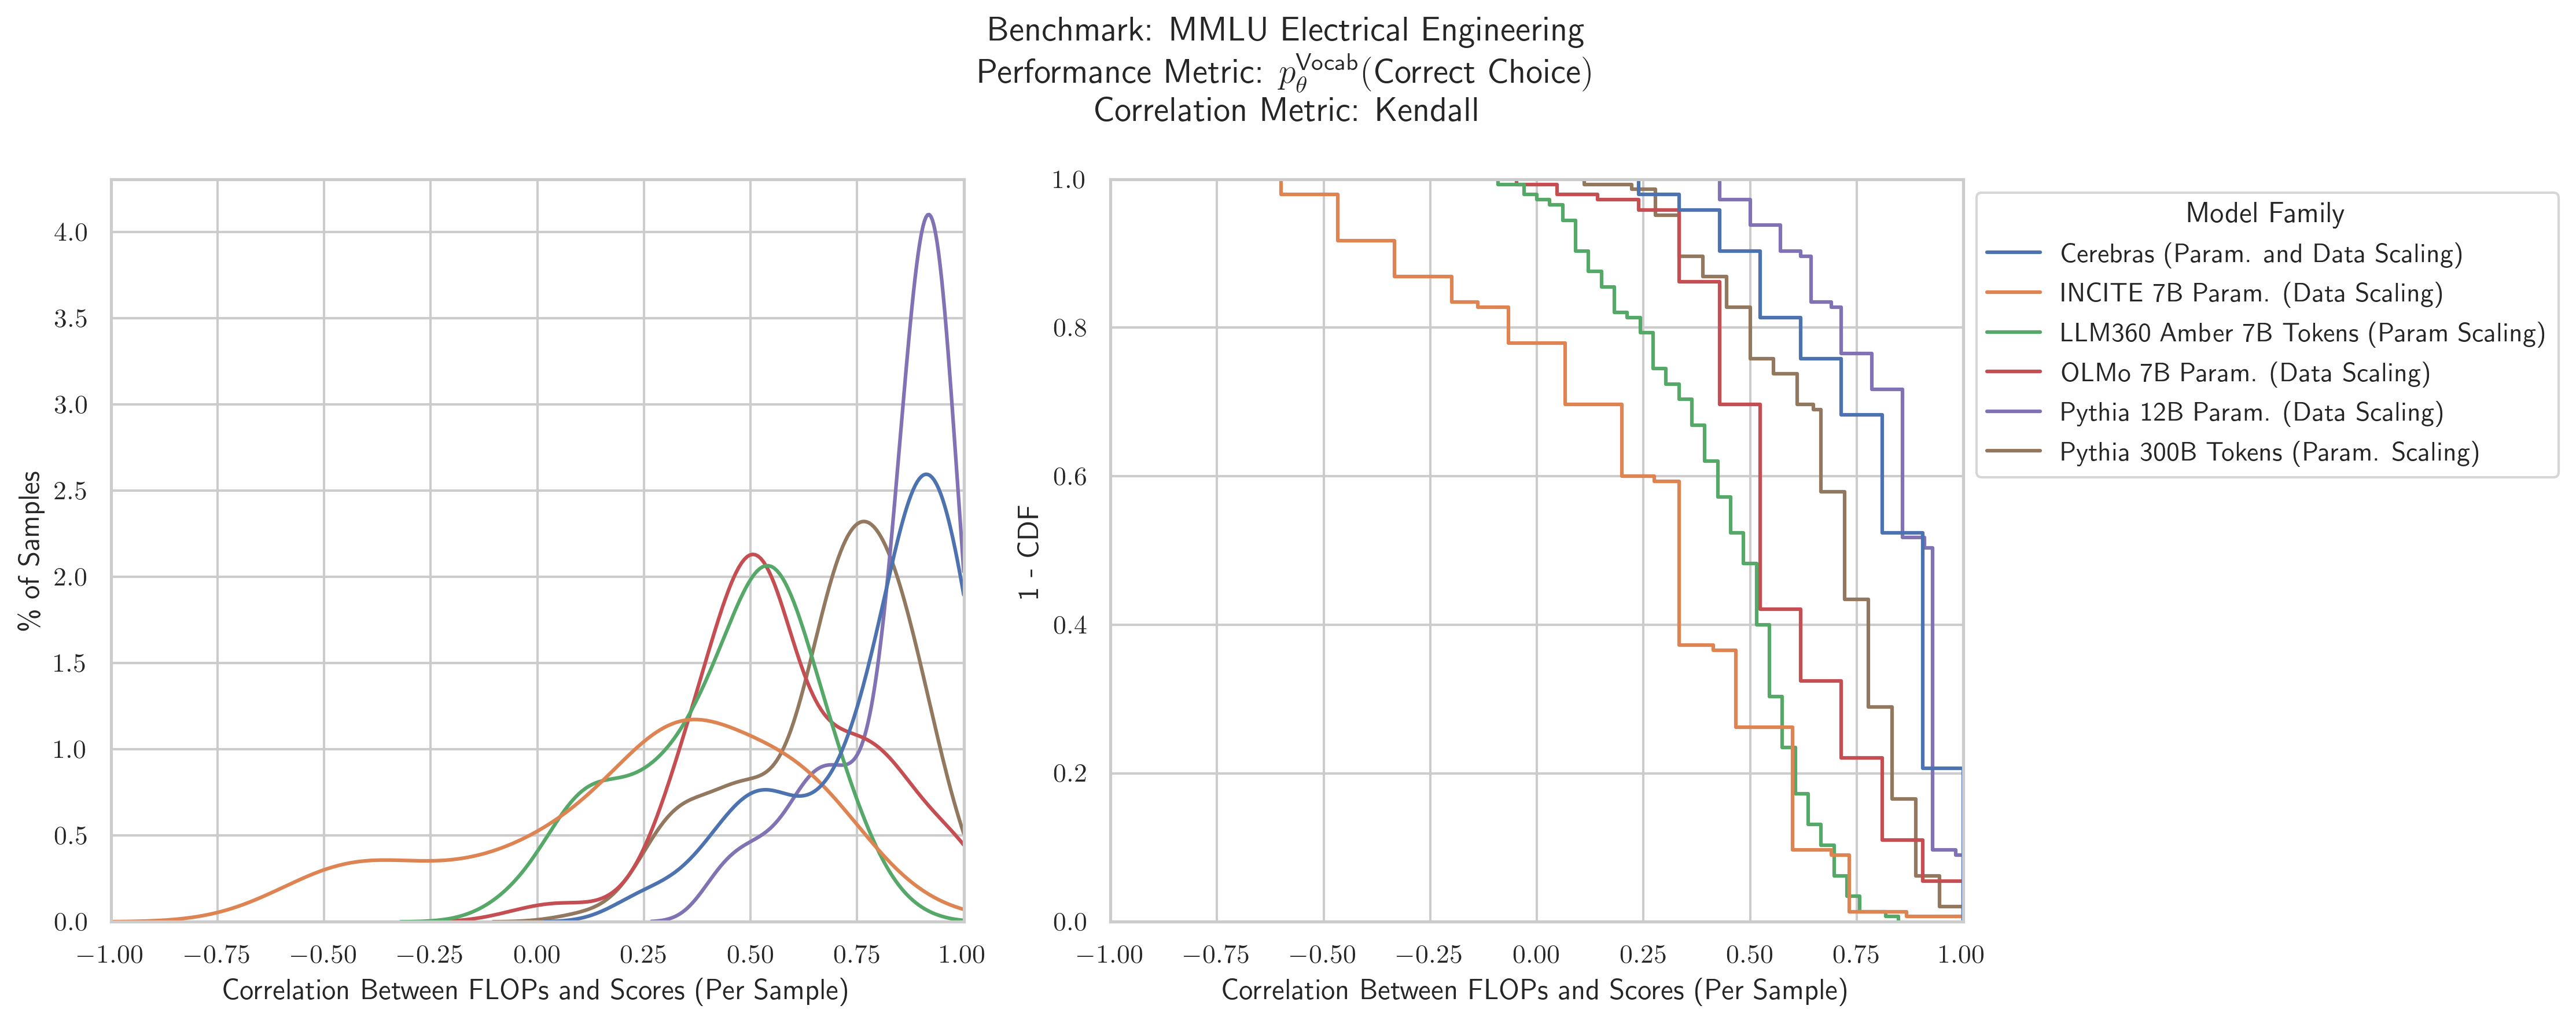 Benchmark: MMLU Electrical Engineering
Performance Metric: $p_\theta^{\text{Vocab}}$(Correct Choice)
Correlation Metric: Kendall
% of Samples
4.0
3.5
3.0
2.5
2.0
1.5
1.0
0.5
0.0
−1.00 −0.75 −0.50 −0.25 0.00 0.25 0.50 0.75 1.00
Correlation Between FLOPs and Scores (Per Sample)
1 - CDF
1.0
0.8
0.6
0.4
0.2
0.0
−1.00 −0.75 −0.50 −0.25 0.00 0.25 0.50 0.75 1.00
Correlation Between FLOPs and Scores (Per Sample)
Model Family
Cerebras (Param. and Data Scaling)
INCITE 7B Param. (Data Scaling)
LLM360 Amber 7B Tokens (Param Scaling)
OLMo 7B Param. (Data Scaling)
Pythia 12B Param. (Data Scaling)
Pythia 300B Tokens (Param. Scaling)